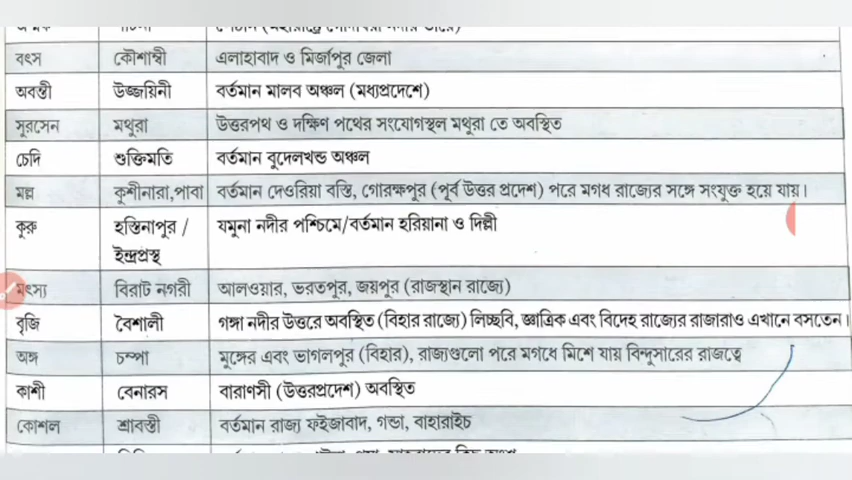 বৎস কৌশাম্বী এলাহাবাদ ও মির্জাপুর জেলা
অবন্তী উজ্জয়িনী বর্তমান মালব অঞ্চল (মধ্যপ্রদেশে)
সুরসেন মথুরা উত্তরপথ ও দক্ষিণ পথের সংযোগস্থল মথুরা তে অবস্থিত
চেদি শুক্তিমতি বর্তমান বুন্দেলখন্ড অঞ্চল
মল্ল কুশীনারা,পাবা বর্তমান দেওরিয়া বস্তি, গোরক্ষপুর (পূর্ব উত্তর প্রদেশ) পরে মগধ রাজ্যের সঙ্গে সংযুক্ত হয়ে যায়।
কুরু হস্তিনাপুর / যমুনা নদীর পশ্চিমে/বর্তমান হরিয়ানা ও দিল্লী
ইন্দ্রপ্রস্থ
মৎস্য বিরাট নগরী আলওয়ার, ভরতপুর, জয়পুর (রাজস্থান রাজ্যে)
বৃজি বৈশালী গঙ্গা নদীর উত্তরে অবস্থিত (বিহার রাজ্যে) লিচ্ছবি, জ্ঞাত্রিক এবং বিদেহ রাজ্যের রাজারাও এখানে বসতেন।
অঙ্গ চম্পা মুঙ্গের এবং ভাগলপুর (বিহার), রাজ্যগুলো পরে মগধে মিশে যায় বিন্দুসারের রাজত্বে
কাশী বেনারস বারাণসী (উত্তরপ্রদেশ) অবস্থিত
কোশল শ্রাবস্তী বর্তমান রাজ্য ফইজাবাদ, গন্ডা, বাহারাইচ